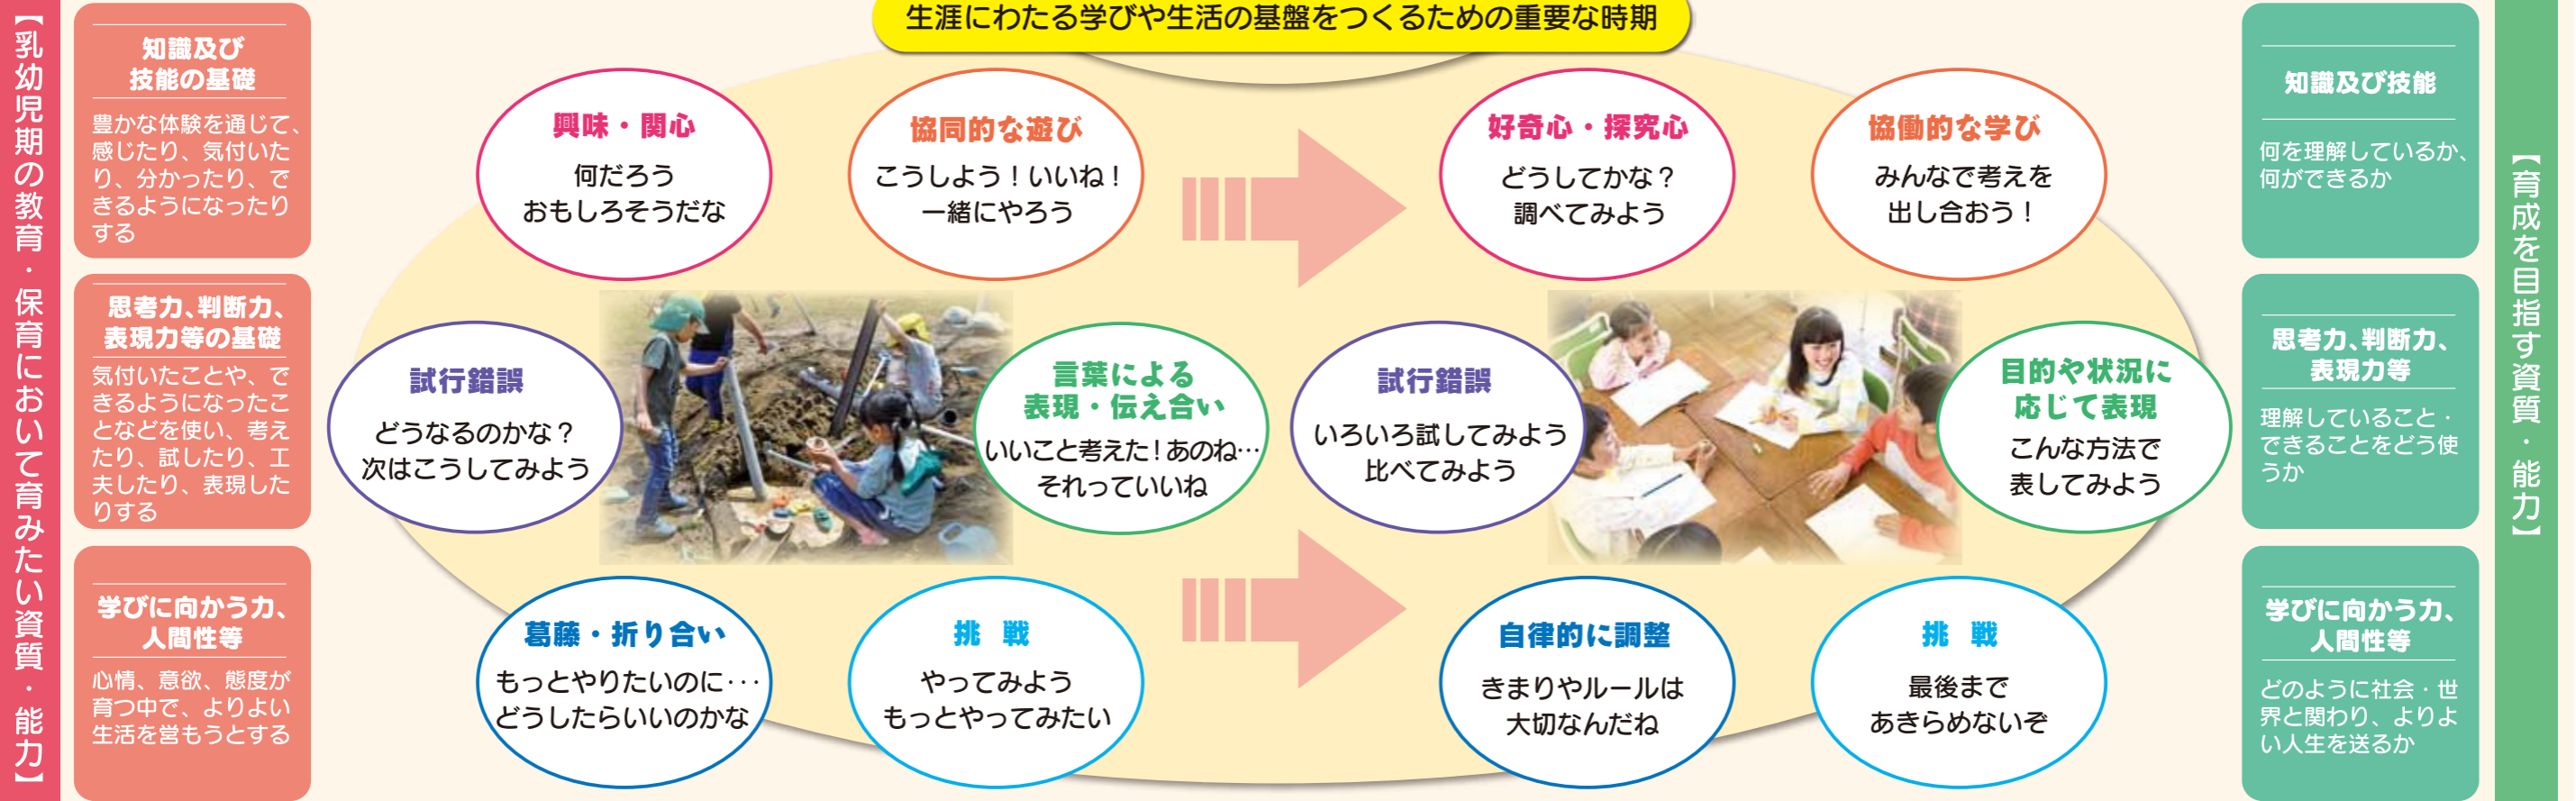 生涯にわたる学びや生活の基盤をつくるための重要な時期
【乳幼児期の教育・保育において育みたい資質・能力】
知識及び
技能の基礎
豊かな体験を通じて、
感じたり、気付いた
り、分かったり、で
きるようになったり
する
思考力、判断力、
表現力等の基礎
気付いたことや、で
きるようになったこ
となどを使い、考え
たり、試したり、工
夫したり、表現した
りする
学びに向かう力、
人間性等
心情、意欲、態度が
育つ中で、よりよい
生活を営もうとする
興味・関心
何だろう
おもしろそうだな
協同的な遊び
こうしよう！いいね！
一緒にやろう
試行錯誤
どうなるのかな？
次はこうしてみよう
言葉による
表現・伝え合い
いいこと考えた！あのね…
それっていいね
葛藤・折り合い
もっとやりたいのに…
どうしたらいいのかな
挑戦
やってみよう
もっとやってみたい
好奇心・探究心
どうしてかな？
調べてみよう
協働的な学び
みんなで考えを
出し合おう！
試行錯誤
いろいろ試してみよう
比べてみよう
目的や状況に
応じて表現
こんな方法で
表してみよう
自律的に調整
きまりやルールは
大切なんだね
挑戦
最後まで
あきらめないぞ
知識及び技能
何を理解しているか、
何ができるか
思考力、判断力、
表現力等
理解していること・
できることをどう使
うか
学びに向かう力、
人間性等
どのように社会・世
界と関わり、よりよ
い人生を送るか
【育成を目指す資質・能力】